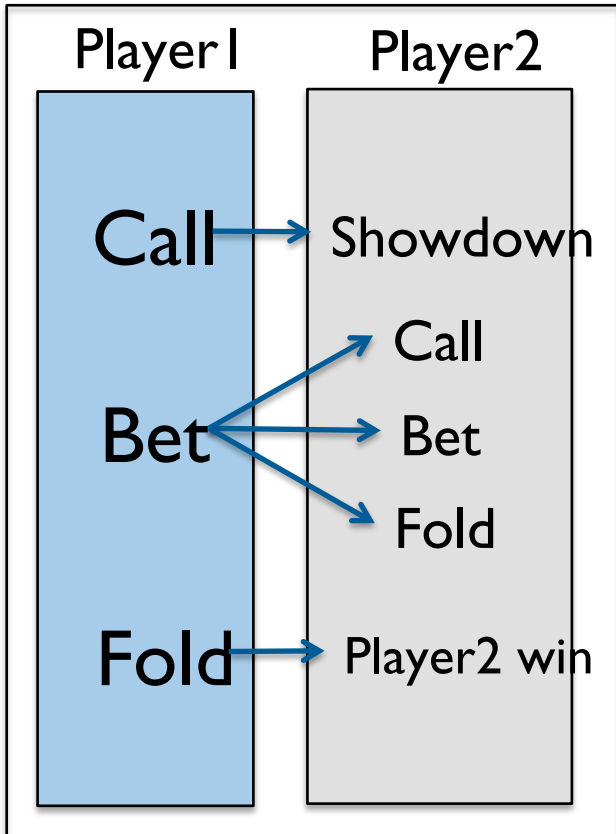 Player1 Player2
Call Showdown
Call
Bet Bet
Fold
Fold Player2 win